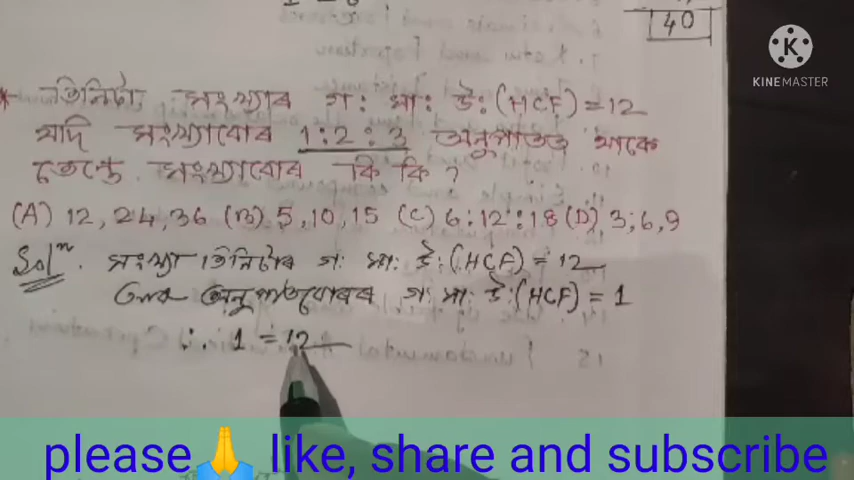 40
K
KINEMASTER
* তিনিটা সংখ্যাৰ গ: সা: উ: (HCF) = 12
যদি সংখ্যাবোৰ 1:2:3 অনুপাতত থাকে
তেন্তে সংখ্যাবোৰ কি কি ?
(A) 12, 24, 36 (B) 5, 10, 15 (C) 6:12:18 (D) 3; 6, 9
Solⁿ. সংখ্যা তিনিটাৰ গ: সা: উ: (HCF) = 12
অনুপাতবোৰৰ গ: সা: উ: (HCF) = 1
∴ 1 = 12
please🙏 like, share and subscribe